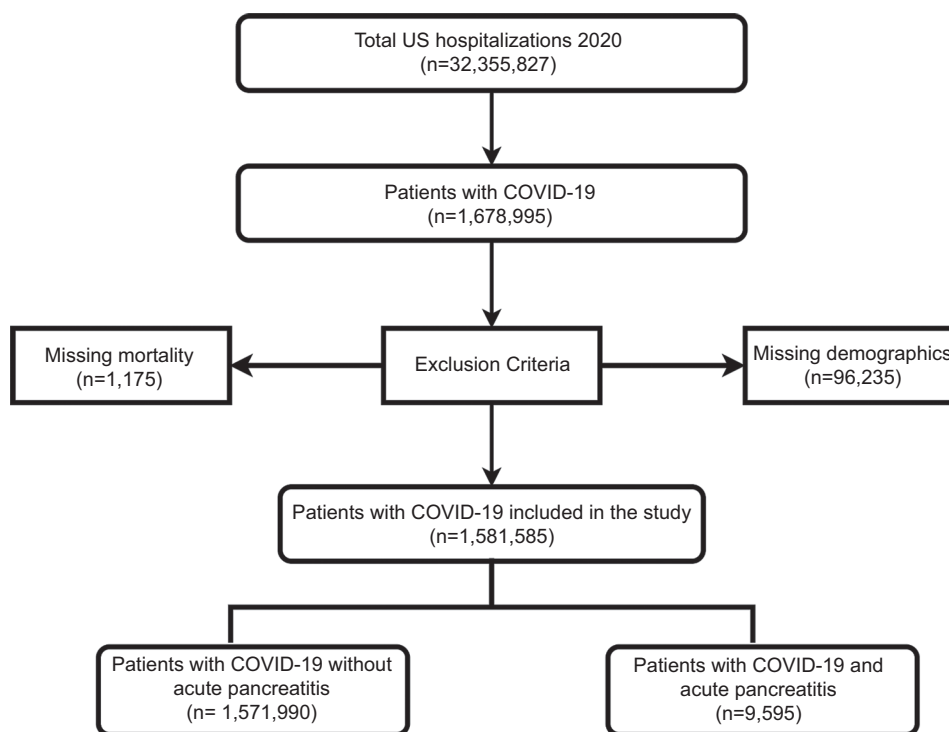 Total US hospitalizations 2020
(n=32,355,827)
Patients with COVID-19
(n=1,678,995)
Missing mortality
(n=1,175)
Exclusion Criteria
Missing demographics
(n=96,235)
Patients with COVID-19 included in the study
(n=1,581,585)
Patients with COVID-19 without
acute pancreatitis
(n= 1,571,990)
Patients with COVID-19 and
acute pancreatitis
(n=9,595)